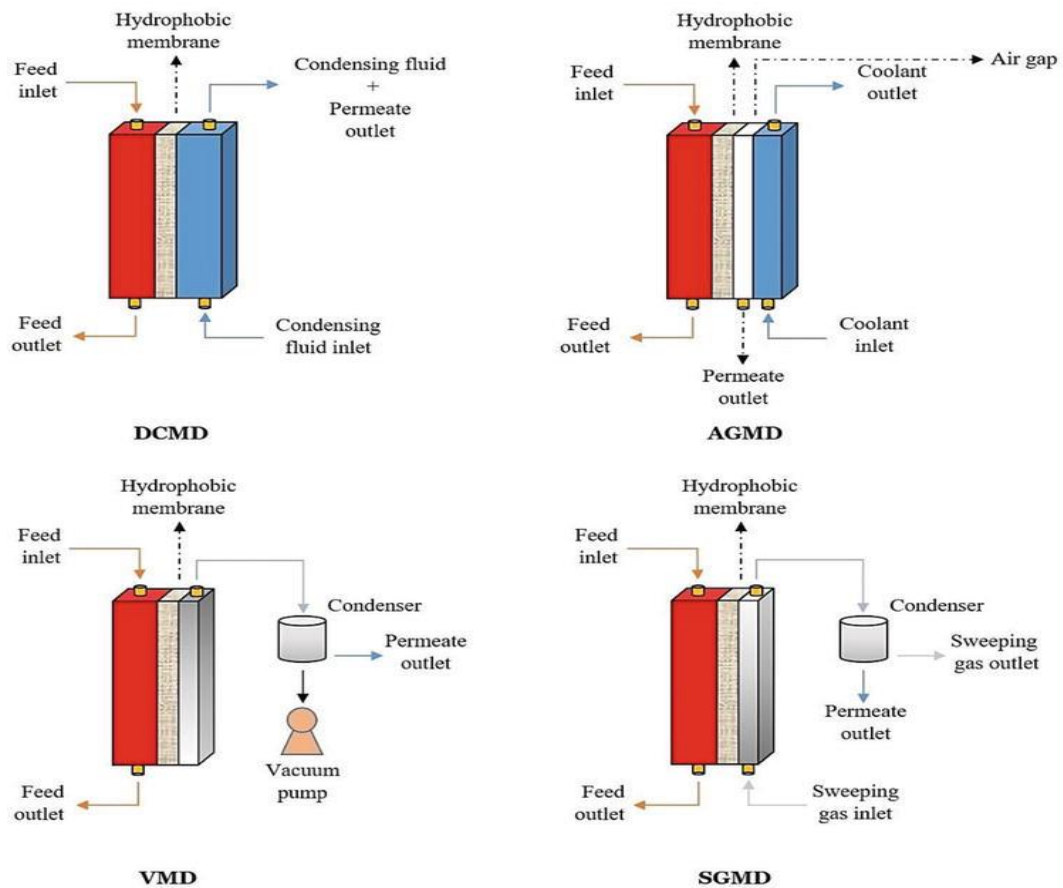 Hydrophobic
membrane
Feed
inlet
Condensing fluid
+
Permeate
outlet
Feed
outlet
Condensing
fluid inlet
DCMD
Hydrophobic
membrane
Air gap
Feed
inlet
Coolant
outlet
Feed
outlet
Coolant
inlet
Permeate
outlet
AGMD
Hydrophobic
membrane
Feed
inlet
Condenser
Permeate
outlet
Vacuum
pump
Feed
outlet
VMD
Hydrophobic
membrane
Feed
inlet
Condenser
Sweeping
gas outlet
Permeate
outlet
Feed
outlet
Sweeping
gas inlet
SGMD